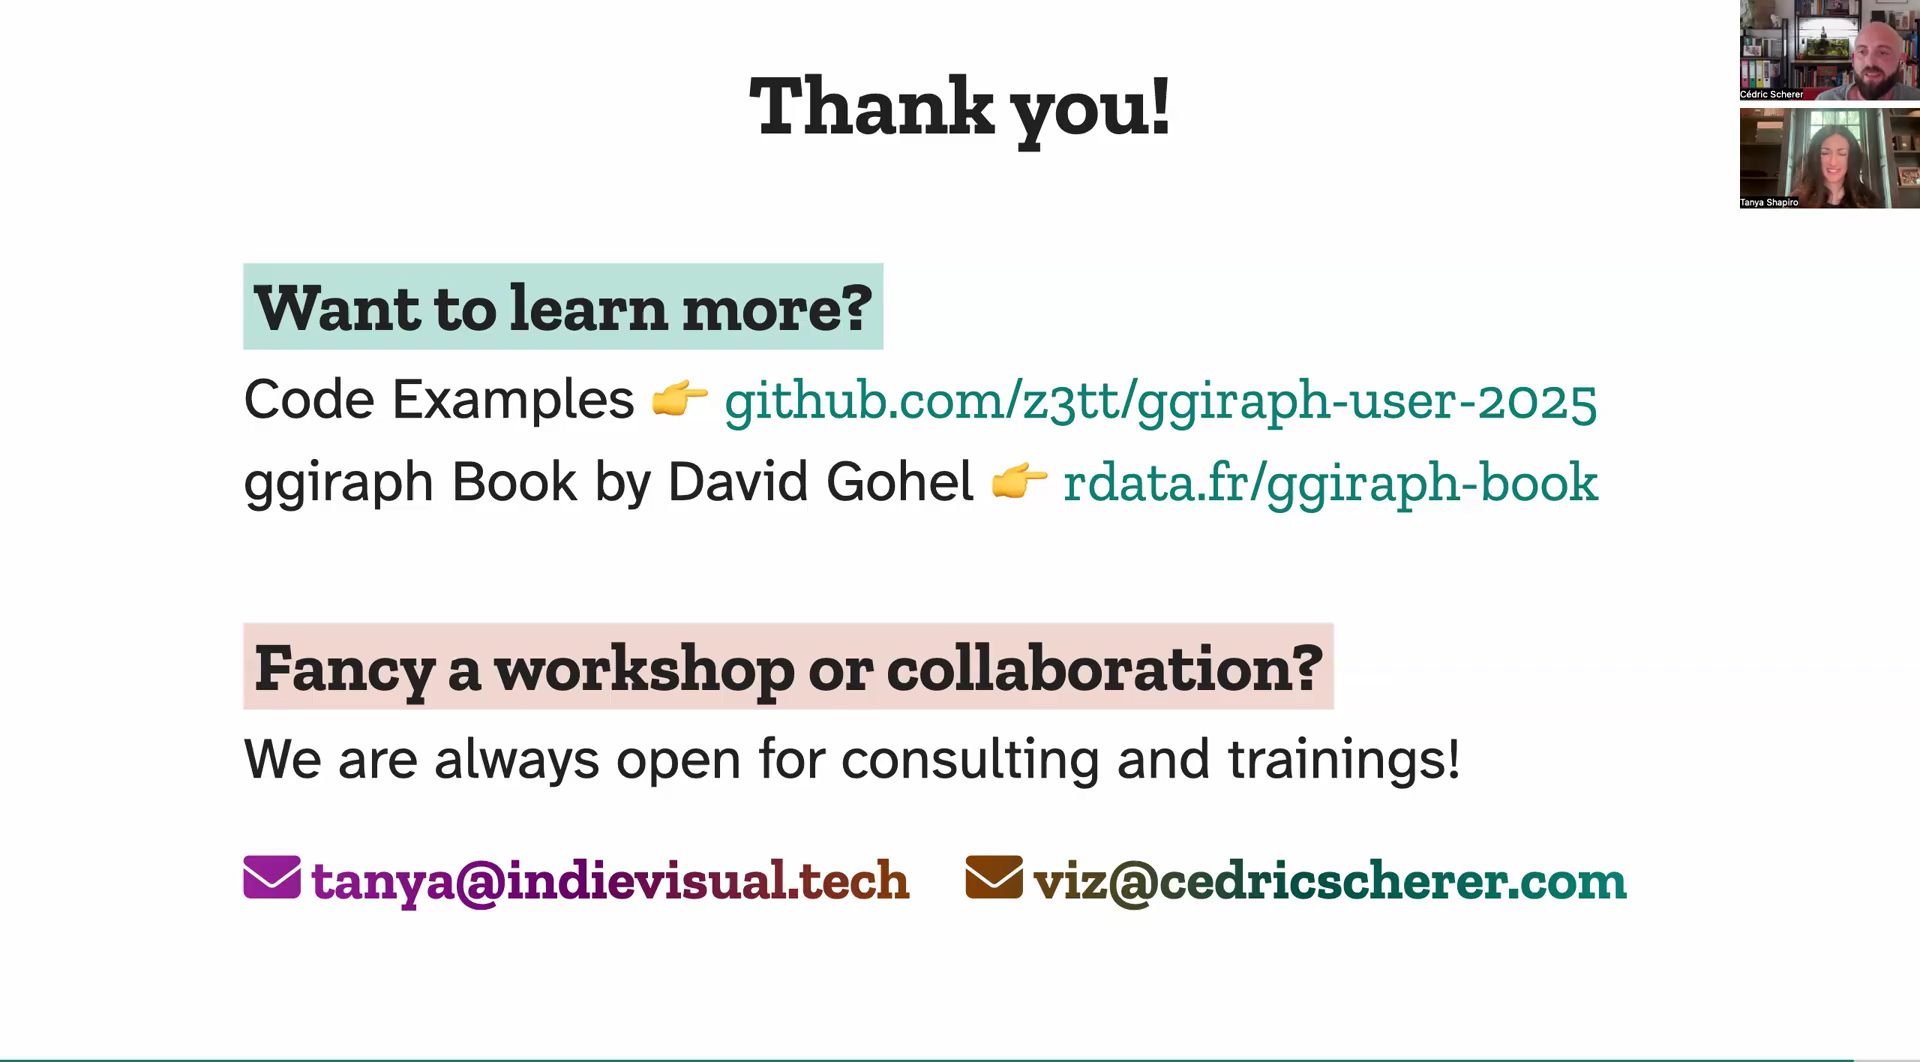 Thank you!
Cédric Scherer
Tanya Shapiro
Want to learn more?
Code Examples 👉 github.com/z3tt/ggiraph-user-2025
ggiraph Book by David Gohel 👉 rdata.fr/ggiraph-book
Fancy a workshop or collaboration?
We are always open for consulting and trainings!
tanya@indievisual.tech viz@cedricscherer.com